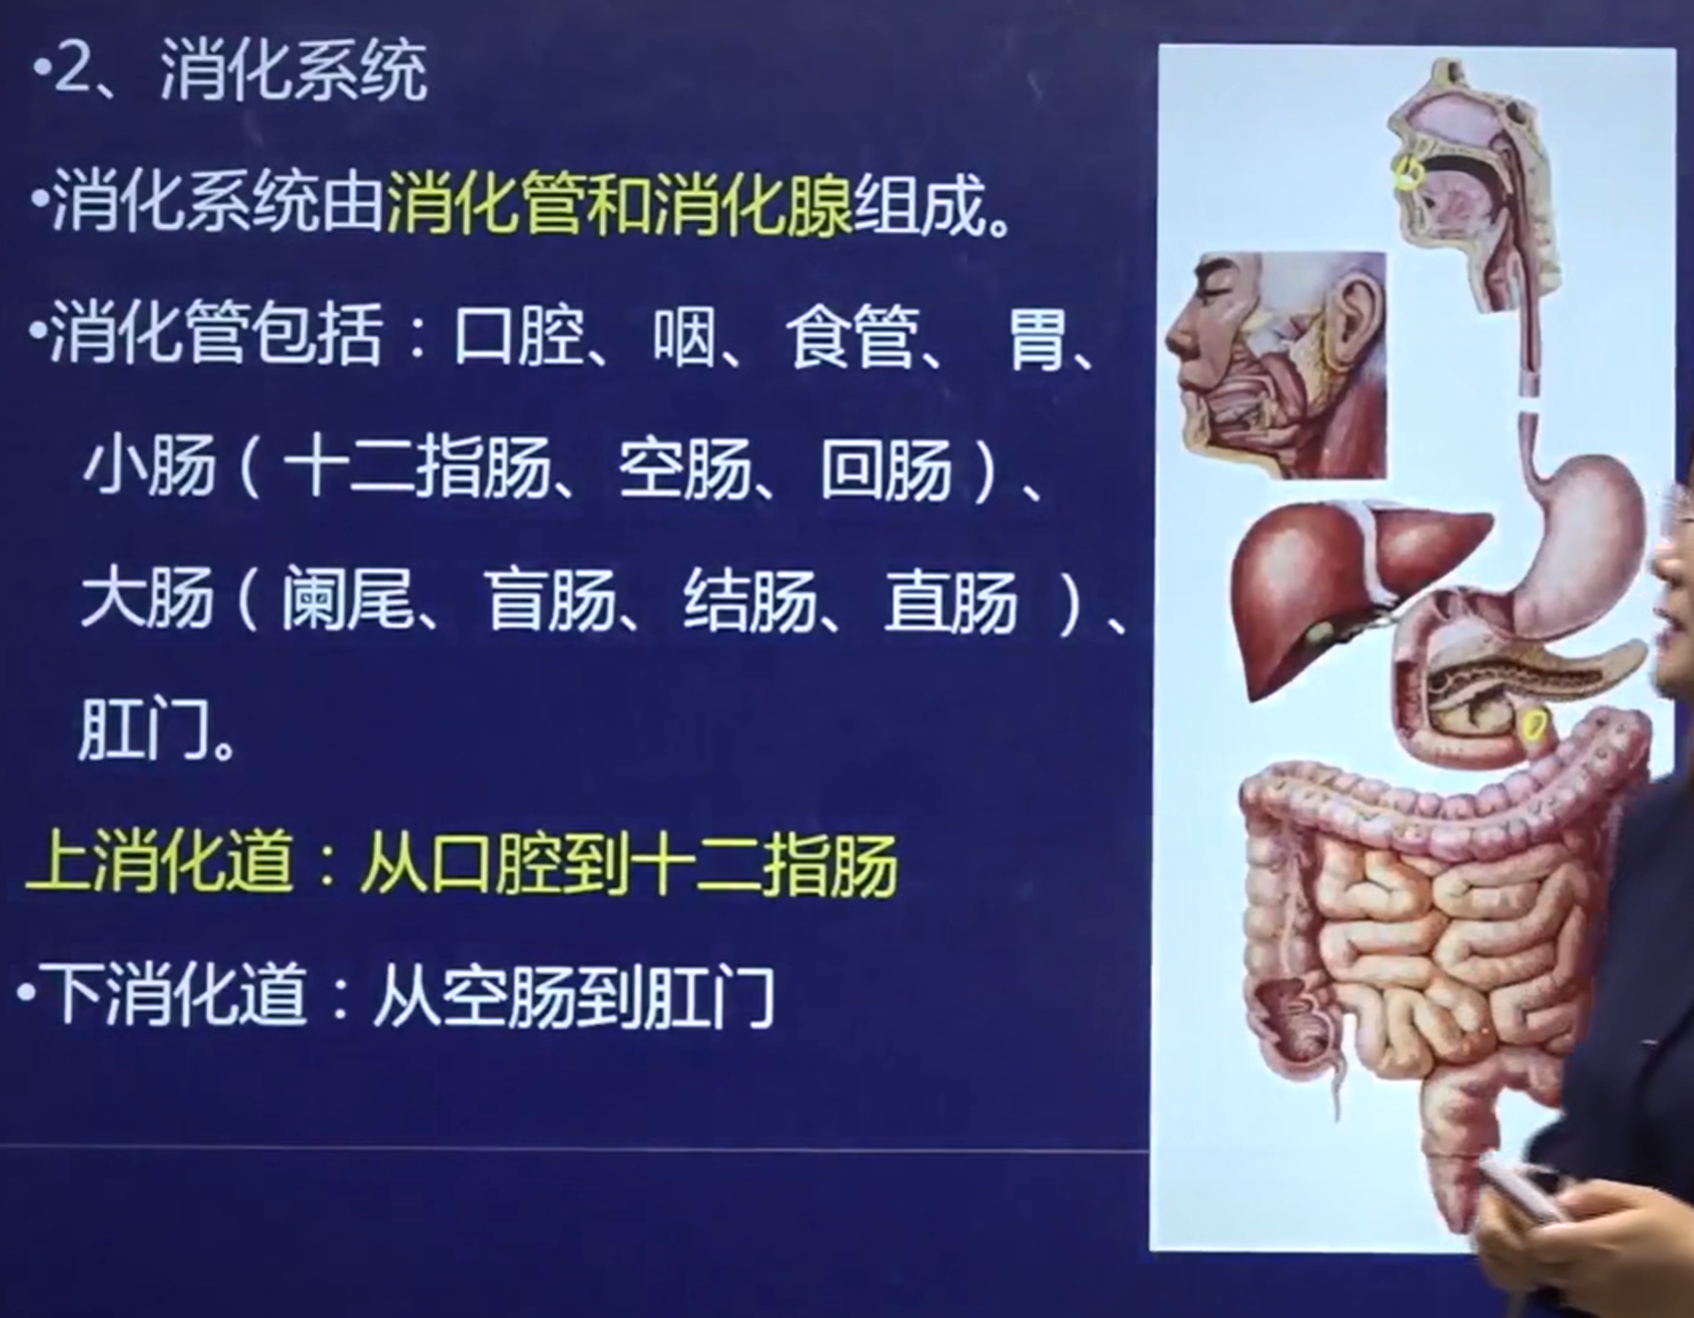 •2、消化系统
•消化系统由消化管和消化腺组成。
•消化管包括：口腔、咽、食管、 胃、
小肠（十二指肠、空肠、回肠）、
大肠（阑尾、盲肠、结肠、直肠 ）、
肛门。
上消化道：从口腔到十二指肠
•下消化道：从空肠到肛门